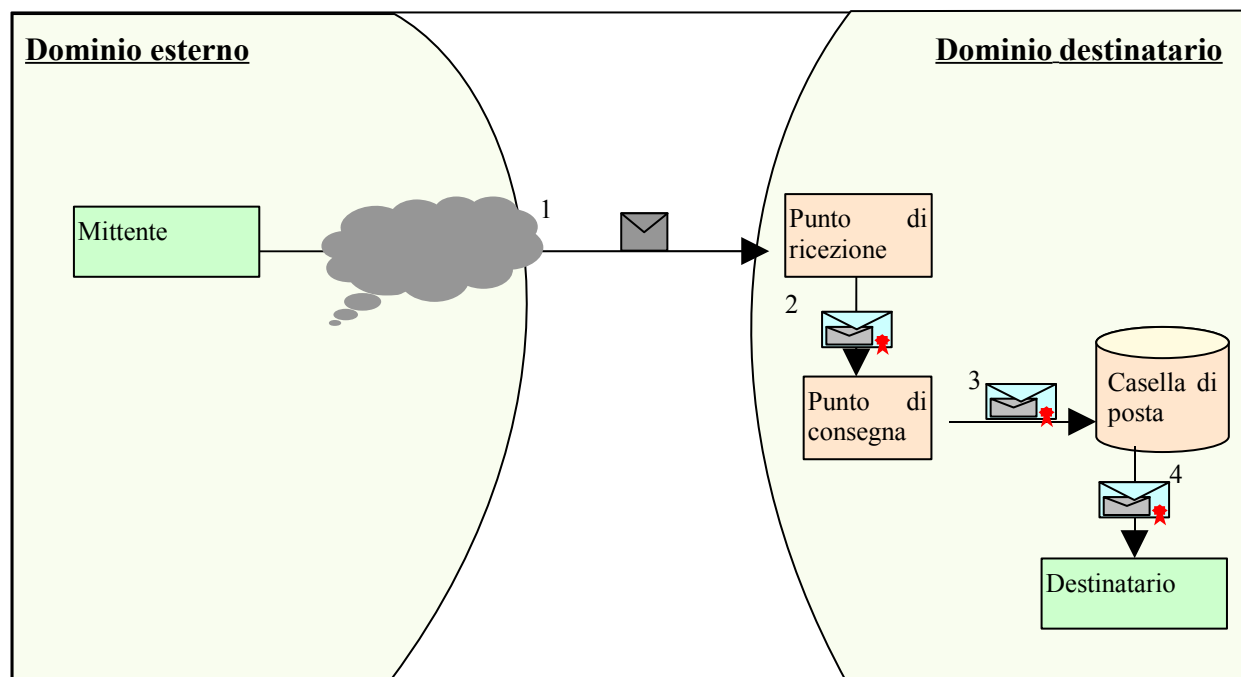 Dominio esterno
Dominio destinatario
Mittente
1
Punto di
ricezione
2
Punto di
consegna
3
Casella di
posta
4
Destinatario